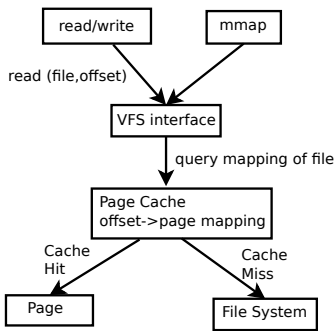 read/write
mmap
read (file,offset)
VFS interface
query mapping of file
Page Cache
offset->page mapping
Cache
Hit
Cache
Miss
Page
File System